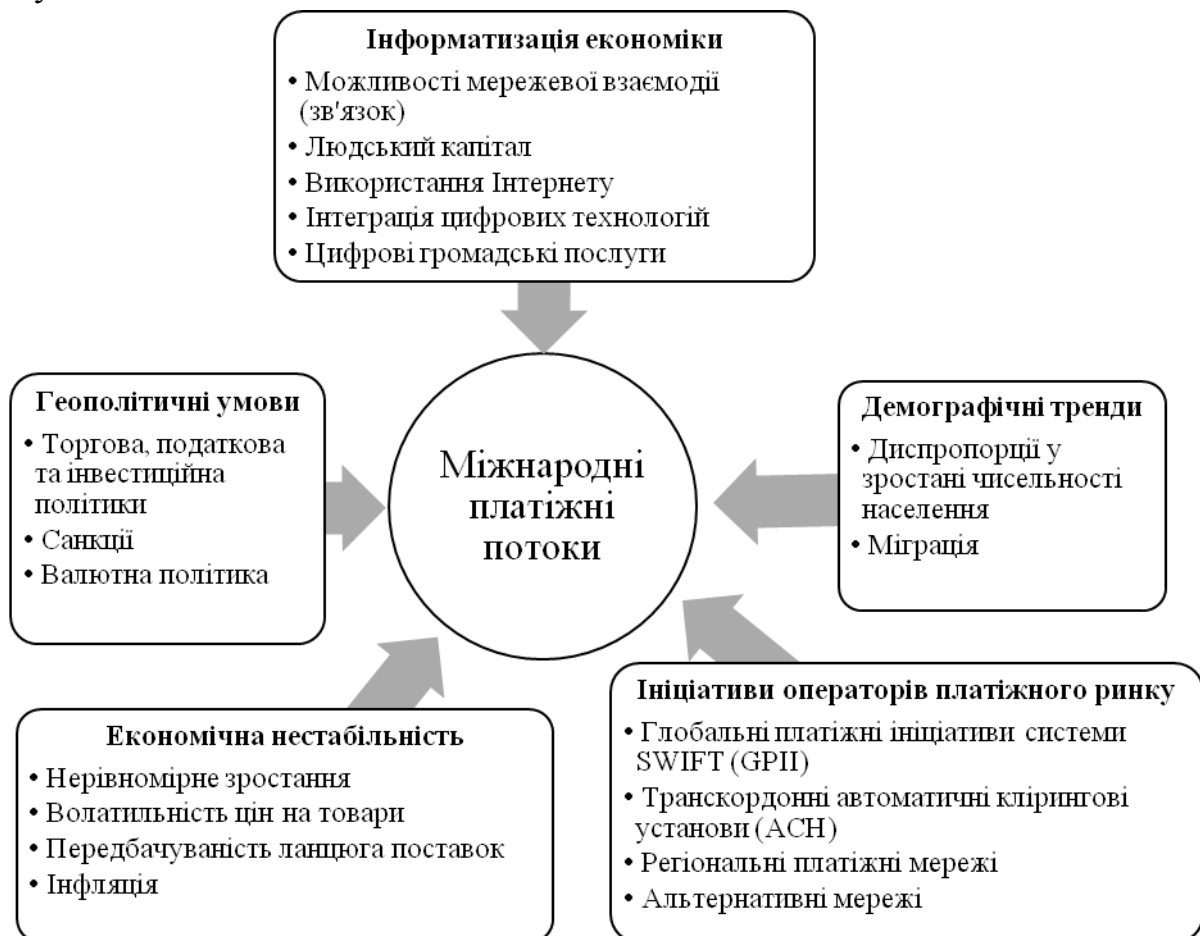 у
Інформатизація економіки
• Можливості мережевої взаємодії
(зв'язок)
• Людський капітал
• Використання Інтернету
• Інтеграція цифрових технологій
• Цифрові громадські послуги
Геополітичні умови
• Торгова, податкова
та інвестиційна
політики
• Санкції
• Валютна політика
Міжнародні
платіжні
потоки
Демографічні тренди
• Диспропорції у
зростані чисельності
населення
• Міграція
Економічна нестабільність
• Нерівномірне зростання
• Волатильність цін на товари
• Передбачуваність ланцюга поставок
• Інфляція
Ініціативи операторів платіжного ринку
• Глобальні платіжні ініціативи системи
SWIFT (GPII)
• Транскордонні автоматичні клірингові
установи (ACH)
• Регіональні платіжні мережі
• Альтернативні мережі